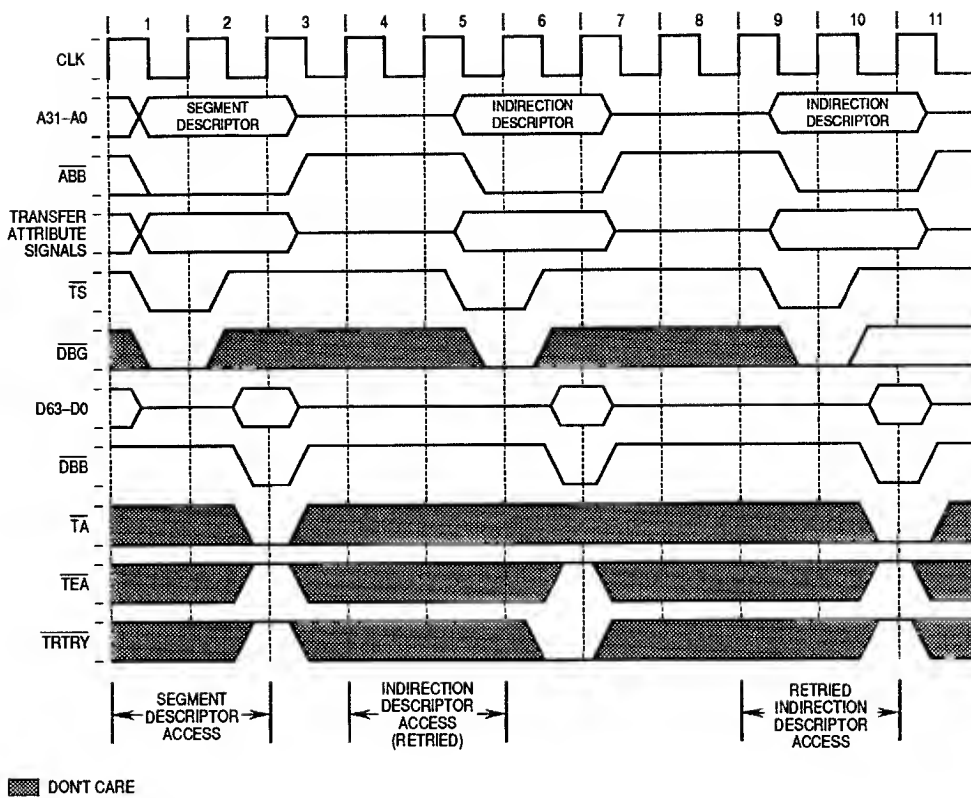 1 2 3 4 5 6 7 8 9 10 11
CLK
A31–A0
SEGMENT
DESCRIPTOR
INDIRECTION
DESCRIPTOR
INDIRECTION
DESCRIPTOR
ABB
TRANSFER
ATTRIBUTE
SIGNALS
TS
DBG
D63–D0
DBB
TA
TEA
TRTRY
SEGMENT
DESCRIPTOR
ACCESS
INDIRECTION
DESCRIPTOR
ACCESS
(RETRIED)
RETRIED
INDIRECTION
DESCRIPTOR
ACCESS
DON'T CARE